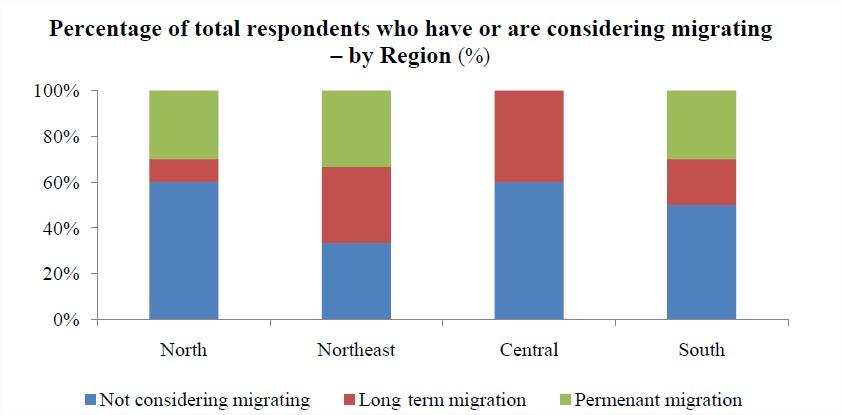 Percentage of total respondents who have or are considering migrating
– by Region (%)
100%
80%
60%
40%
20%
0%
North Northeast Central South
Not considering migrating Long term migration Permenant migration